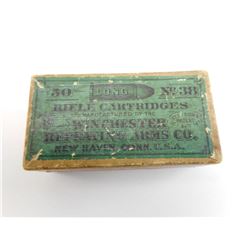 50 LONG No. 38
RIFLE CARTRIDGES
MANUFACTURED BY THE
WINCHESTER
REPEATING ARMS CO.
NEW HAVEN, CONN. U.S.A.